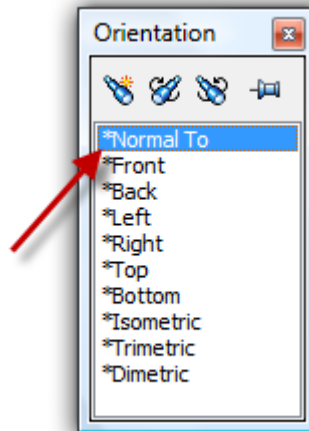 Orientation
*Normal To
*Front
*Back
*Left
*Right
*Top
*Bottom
*Isometric
*Trimetric
*Dimetric